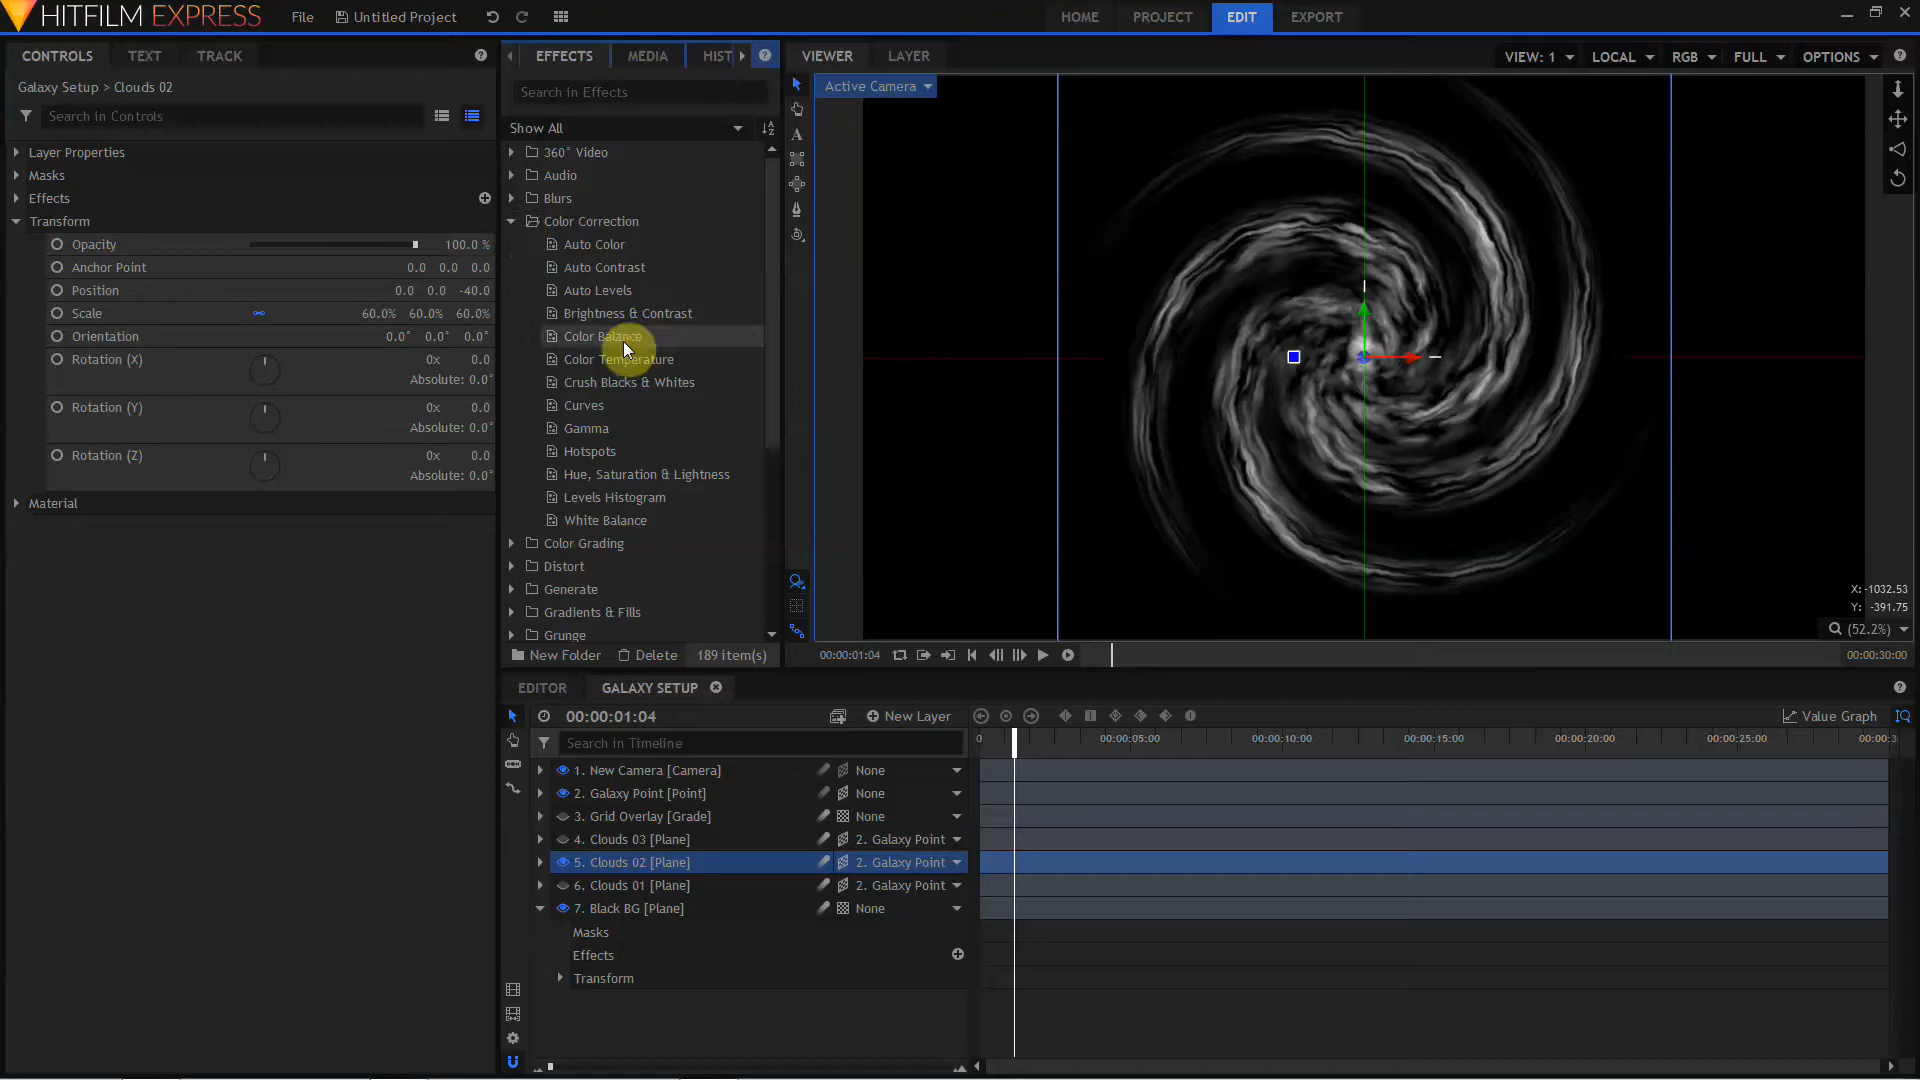 HITFILM EXPRESS
File
Untitled Project
HOME
PROJECT
EDIT
EXPORT
CONTROLS
TEXT
TRACK
Galaxy Setup > Clouds 02
Search in Controls
Layer Properties
Masks
Effects
Transform
Opacity 100.0 %
Anchor Point 0.0 0.0 0.0
Position 0.0 0.0 -40.0
Scale 60.0% 60.0% 60.0%
Orientation 0.0° 0.0° 0.0°
Rotation (X) 0x 0.0
Absolute: 0.0°
Rotation (Y) 0x 0.0
Absolute: 0.0°
Rotation (Z) 0x 0.0
Absolute: 0.0°
Material
EFFECTS
MEDIA
HIST
Search in Effects
Show All
360° Video
Audio
Blurs
Color Correction
Auto Color
Auto Contrast
Auto Levels
Brightness & Contrast
Color Balance
Color Temperature
Crush Blacks & Whites
Curves
Gamma
Hotspots
Hue, Saturation & Lightness
Levels Histogram
White Balance
Color Grading
Distort
Generate
Gradients & Fills
Grunge
New Folder
Delete
189 item(s)
VIEWER
LAYER
VIEW: 1
LOCAL
RGB
FULL
OPTIONS
Active Camera
X: -1032.53
Y: -391.75
(52.2%)
00:00:01:04
00:00:30:00
EDITOR
GALAXY SETUP
00:00:01:04
New Layer
Value Graph
Search in Timeline
0
00:00:05:00
00:00:10:00
00:00:15:00
00:00:20:00
00:00:25:00
00:00:3
1. New Camera [Camera] None
2. Galaxy Point [Point] None
3. Grid Overlay [Grade] None
4. Clouds 03 [Plane] 2. Galaxy Point
5. Clouds 02 [Plane] 2. Galaxy Point
6. Clouds 01 [Plane] 2. Galaxy Point
7. Black BG [Plane] None
Masks
Effects
Transform